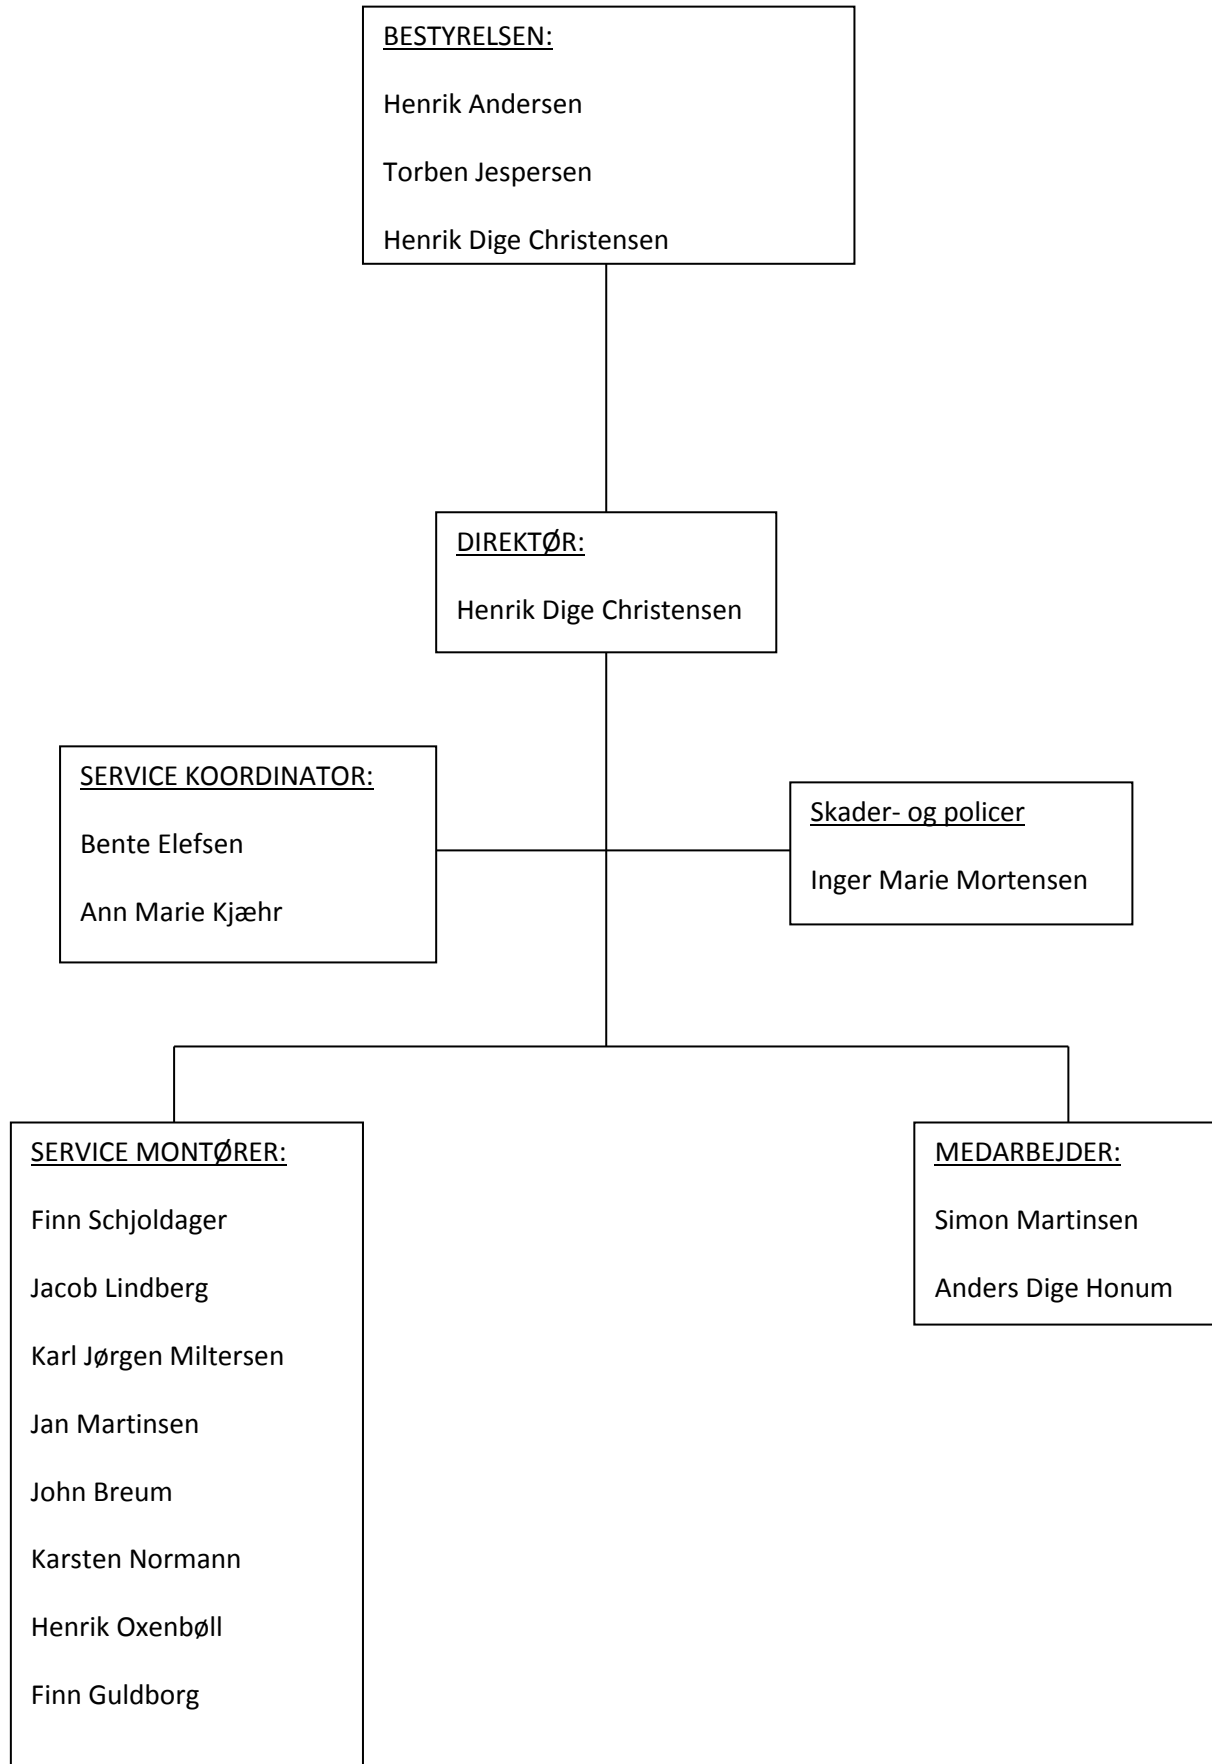 BESTYRELSEN:
Henrik Andersen
Torben Jespersen
Henrik Dige Christensen
DIREKTØR:
Henrik Dige Christensen
SERVICE KOORDINATOR:
Bente Elefsen
Ann Marie Kjæhr
Skader- og policer
Inger Marie Mortensen
SERVICE MONTØRER:
Finn Schjoldager
Jacob Lindberg
Karl Jørgen Miltersen
Jan Martinsen
John Breum
Karsten Normann
Henrik Oxenbøll
Finn Guldborg
MEDARBEJDER:
Simon Martinsen
Anders Dige Honum